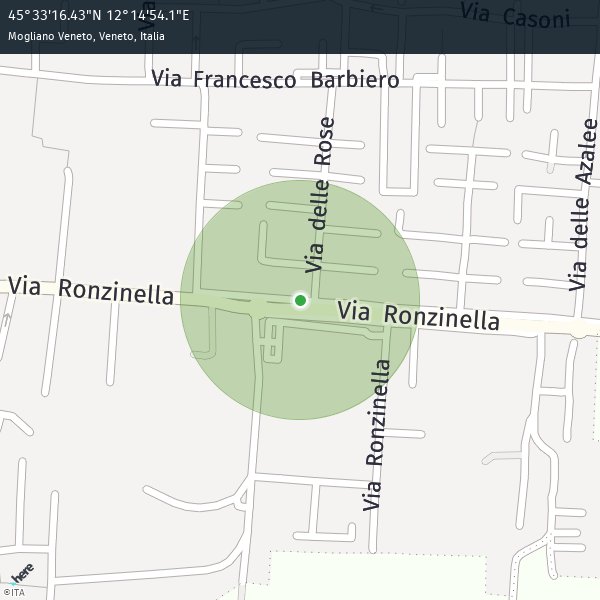 45°33'16.43"N 12°14'54.1"E
Mogliano Veneto, Veneto, Italia
Via Casoni
Via
Via Francesco Barbiero
Via delle Rose
Via delle Azalee
Via Ronzinella
Via Ronzinella
Via Ronzinella
here
©ITA